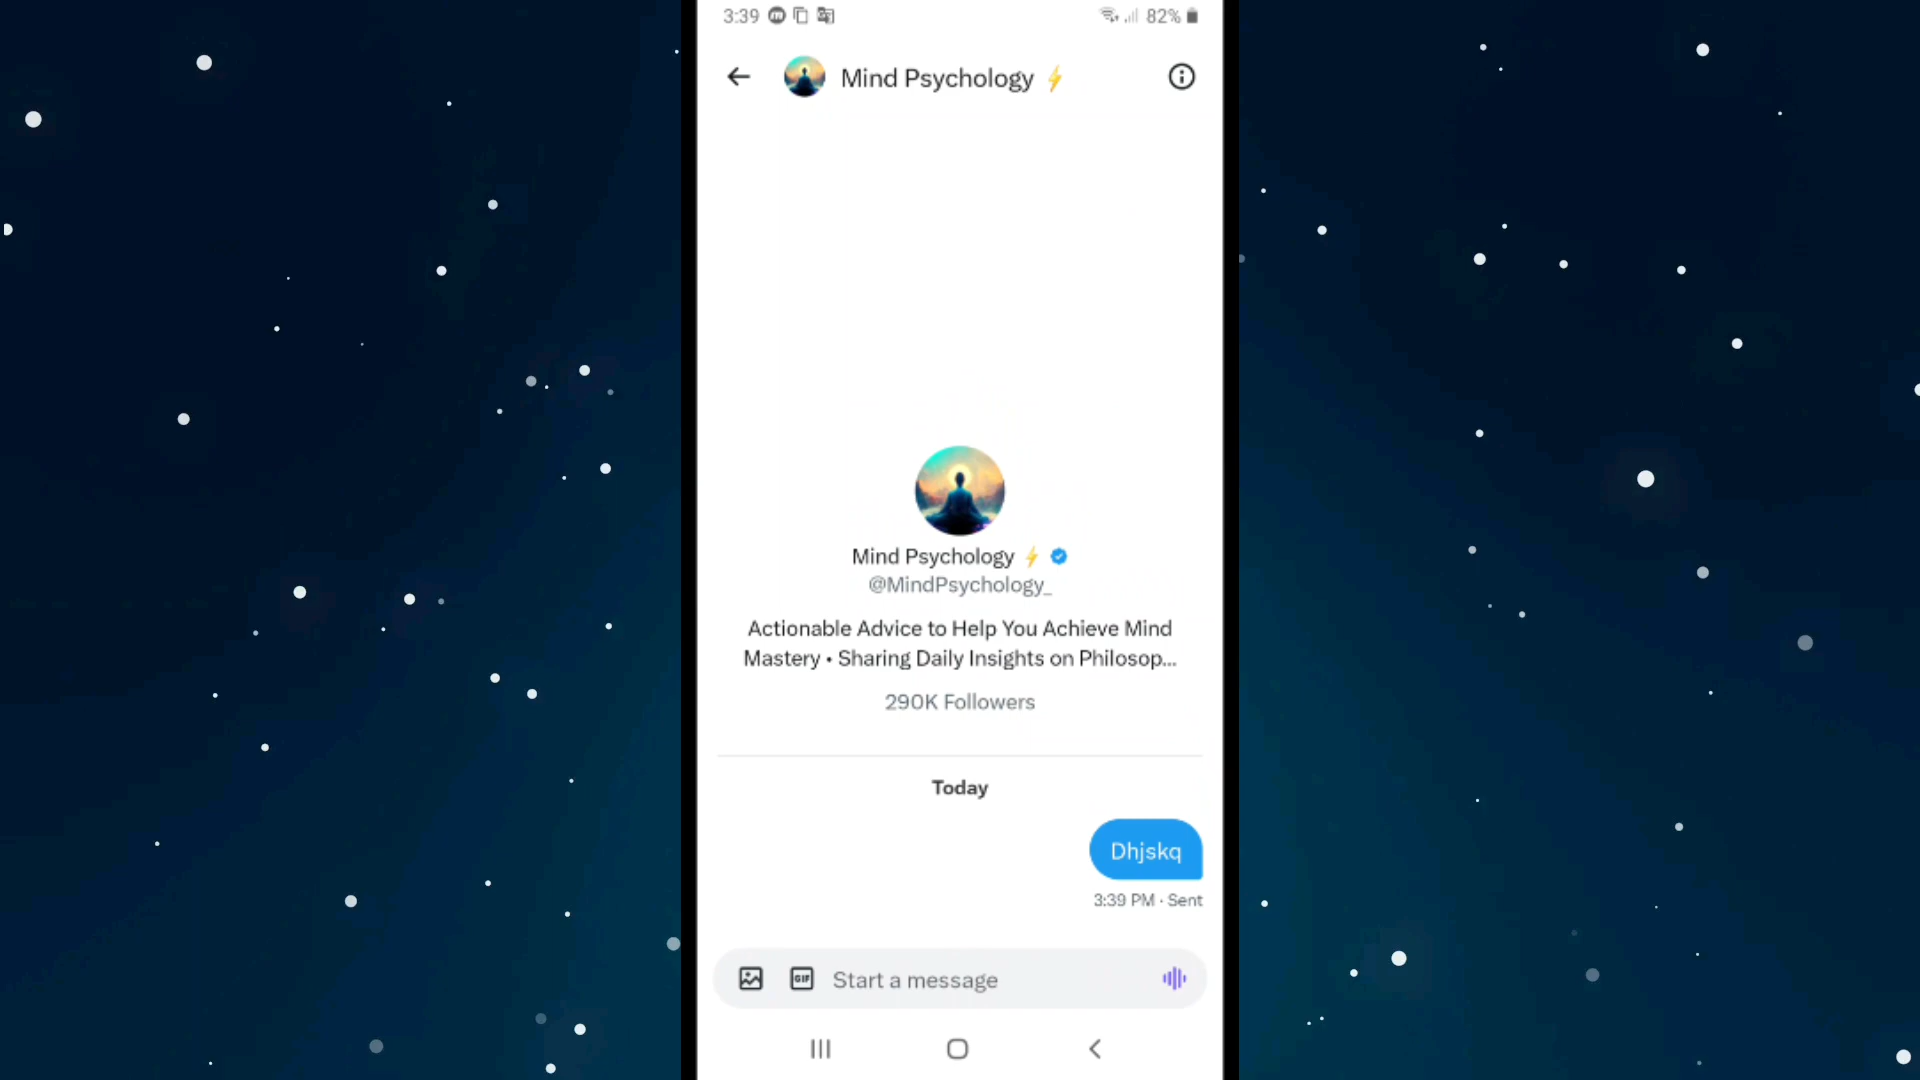 3:39
82%
Mind Psychology ⚡
Mind Psychology ⚡
@MindPsychology_
Actionable Advice to Help You Achieve Mind
Mastery • Sharing Daily Insights on Philosop...
290K Followers
Today
Dhjskq
3:39 PM · Sent
GIF
Start a message